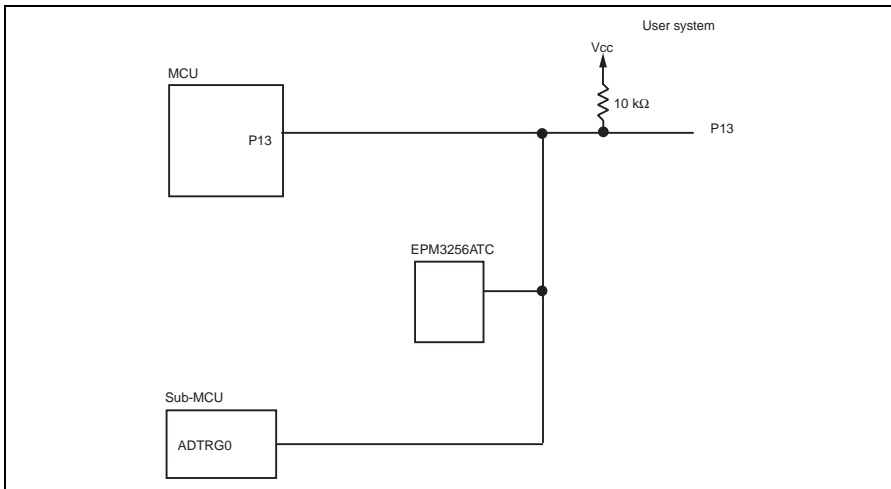 User system
Vcc
MCU
10 kΩ
P13
P13
EPM3256ATC
Sub-MCU
ADTRG0